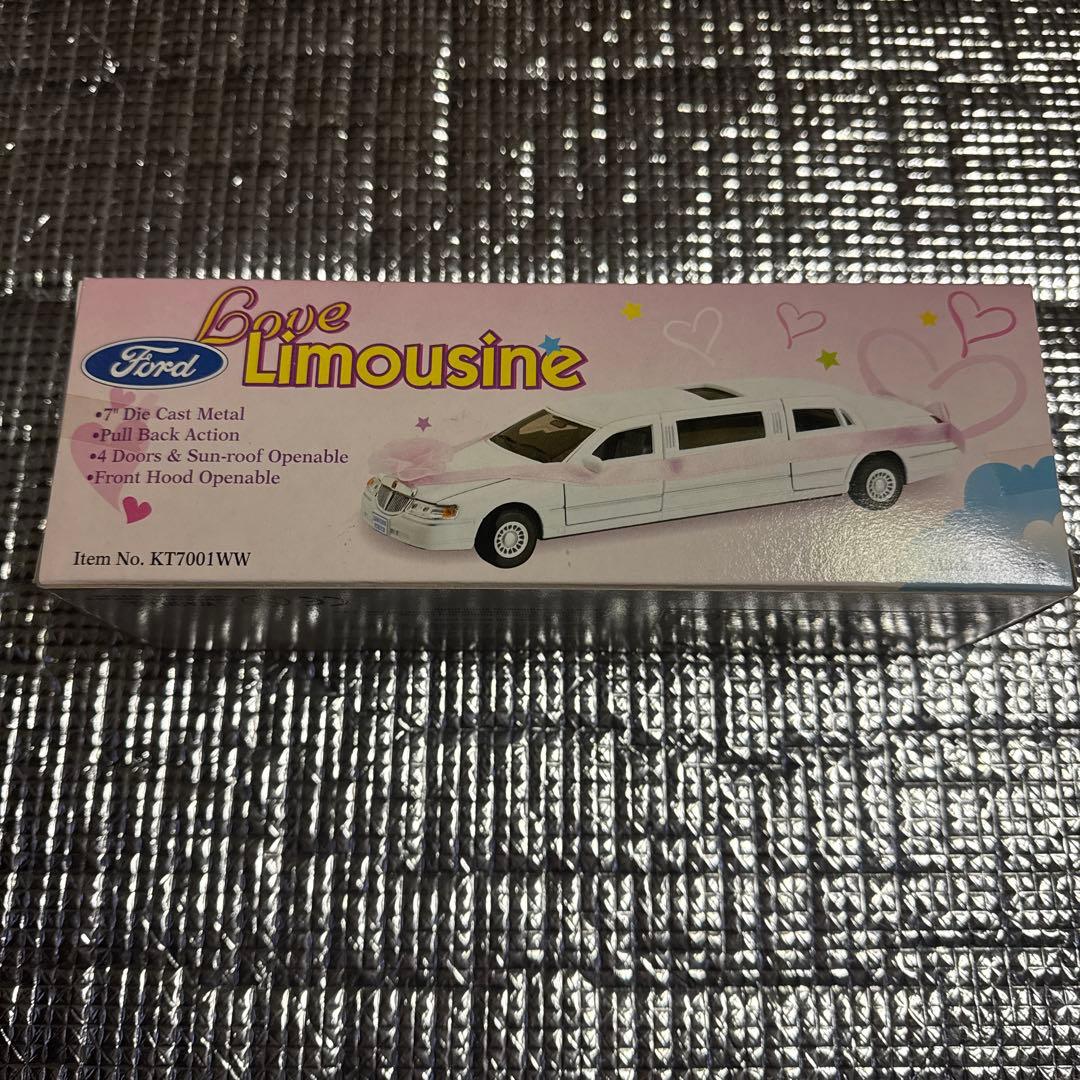 Love
Ford
Limousine
•7" Die Cast Metal
•Pull Back Action
•4 Doors & Sun-roof Openable
•Front Hood Openable
Item No. KT7001WW